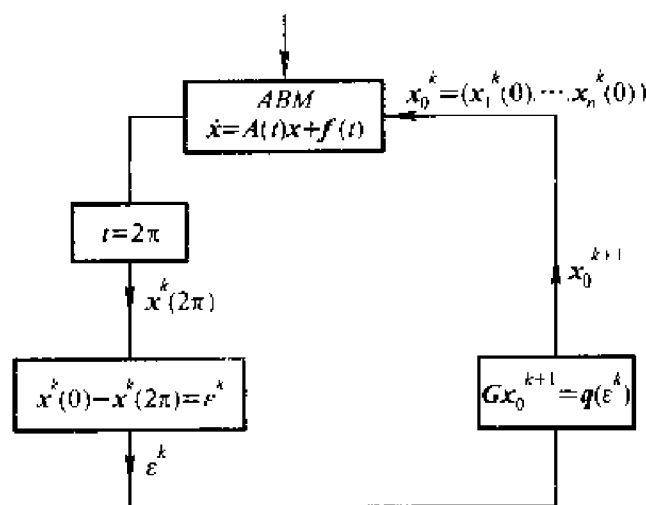 ABM
ẋ=A(t)x+f(t)
x₀ᵏ=(x₁ᵏ(0),⋯,xₙᵏ(0))
t=2π
xᵏ(2π)
xᵏ(0)−xᵏ(2π)=εᵏ
εᵏ
Gx₀ᵏ⁺¹=q(εᵏ)
x₀ᵏ⁺¹